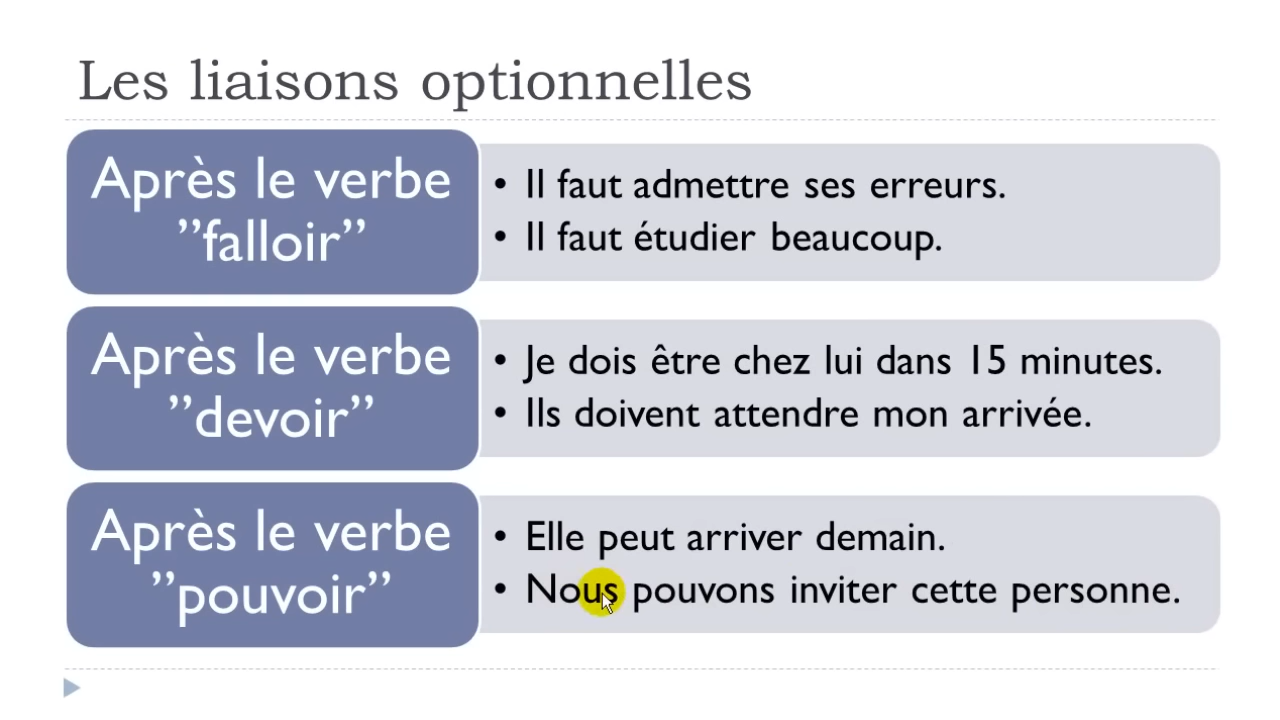 Les liaisons optionnelles
Après le verbe
”falloir”
• Il faut admettre ses erreurs.
• Il faut étudier beaucoup.
Après le verbe
”devoir”
• Je dois être chez lui dans 15 minutes.
• Ils doivent attendre mon arrivée.
Après le verbe
”pouvoir”
• Elle peut arriver demain.
• Nous pouvons inviter cette personne.